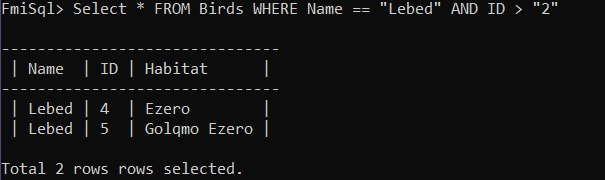 FmiSql> Select * FROM Birds WHERE Name == "Lebed" AND ID > "2"
------------------------------
| Name  | ID | Habitat      |
------------------------------
| Lebed | 4  | Ezero        |
| Lebed | 5  | Golqmo Ezero |
Total 2 rows rows selected.